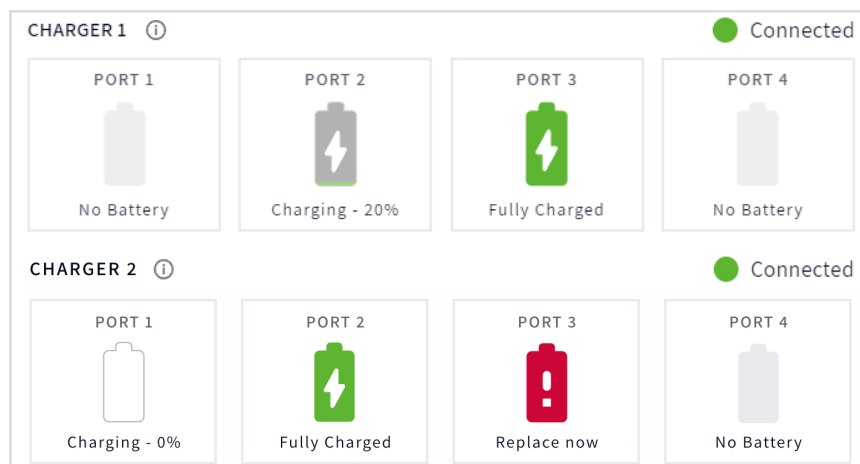 CHARGER 1 Connected
PORT 1 PORT 2 PORT 3 PORT 4
No Battery Charging - 20% Fully Charged No Battery
CHARGER 2 Connected
PORT 1 PORT 2 PORT 3 PORT 4
Charging - 0% Fully Charged Replace now No Battery